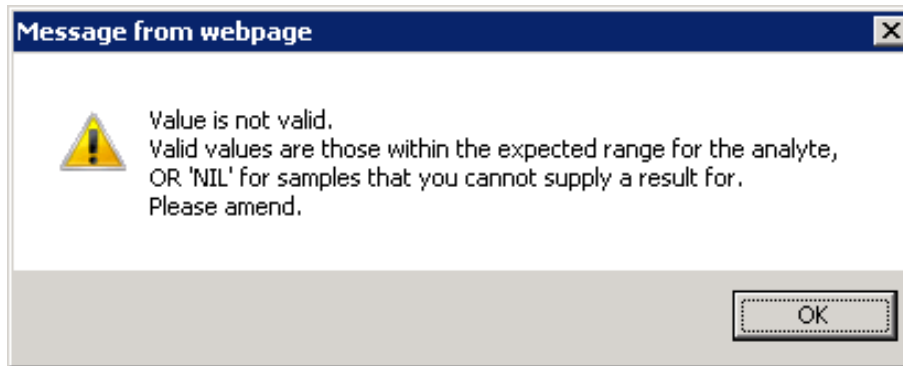 Message from webpage
Value is not valid.
Valid values are those within the expected range for the analyte,
OR 'NIL' for samples that you cannot supply a result for.
Please amend.
OK